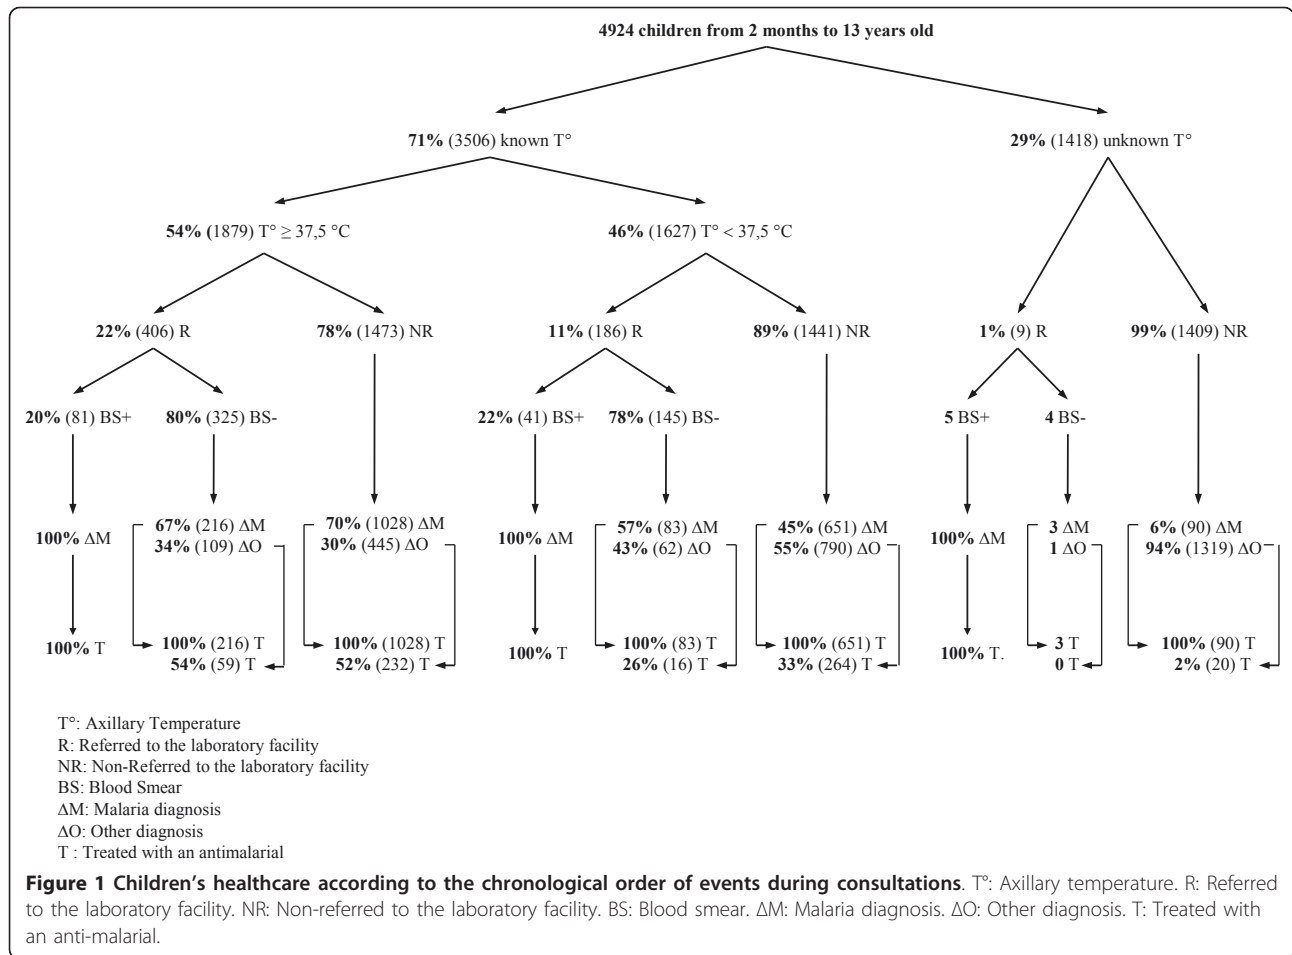 4924 children from 2 months to 13 years old
71% (3506) known T°
29% (1418) unknown T°
54% (1879) T° ≥ 37,5 °C
46% (1627) T° < 37,5 °C
22% (406) R
78% (1473) NR
11% (186) R
89% (1441) NR
1% (9) R
99% (1409) NR
20% (81) BS+
80% (325) BS-
22% (41) BS+
78% (145) BS-
5 BS+
4 BS-
100% ΔM
67% (216) ΔM
34% (109) ΔO
70% (1028) ΔM
30% (445) ΔO
100% ΔM
57% (83) ΔM
43% (62) ΔO
45% (651) ΔM
55% (790) ΔO
100% ΔM
3 ΔM
1 ΔO
6% (90) ΔM
94% (1319) ΔO
100% T
100% (216) T
54% (59) T
100% (1028) T
52% (232) T
100% T
100% (83) T
26% (16) T
100% (651) T
33% (264) T
100% T.
3 T
0 T
100% (90) T
2% (20) T
T°: Axillary Temperature
R: Referred to the laboratory facility
NR: Non-Referred to the laboratory facility
BS: Blood Smear
ΔM: Malaria diagnosis
ΔO: Other diagnosis
T : Treated with an antimalarial
Figure 1 Children's healthcare according to the chronological order of events during consultations. T°: Axillary temperature. R: Referred
to the laboratory facility. NR: Non-referred to the laboratory facility. BS: Blood smear. ΔM: Malaria diagnosis. ΔO: Other diagnosis. T: Treated with
an anti-malarial.